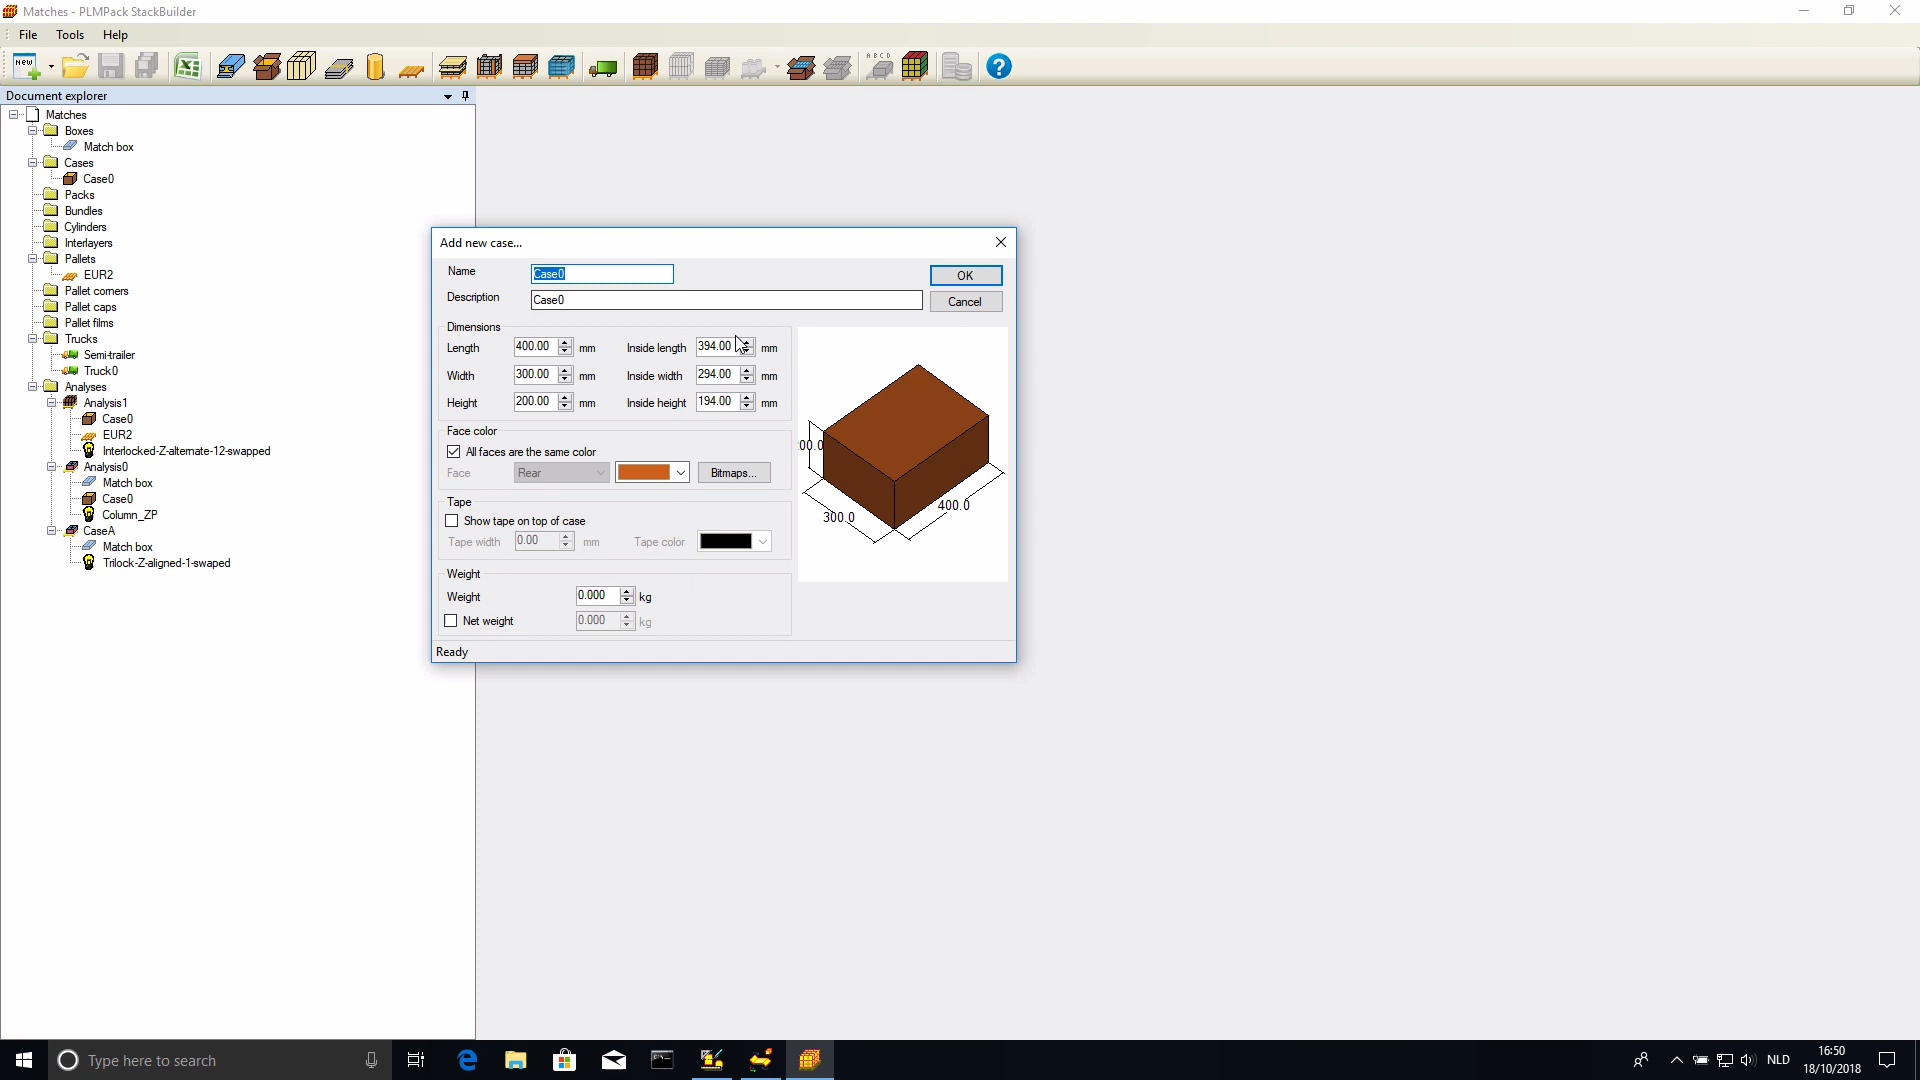 Matches - PLMPack StackBuilder
File Tools Help
NEW
A B C D
Document explorer
Matches
Boxes
Match box
Cases
Case0
Packs
Bundles
Cylinders
Interlayers
Pallets
EUR2
Pallet corners
Pallet caps
Pallet films
Trucks
Semi-trailer
Truck0
Analyses
Analysis1
Case0
EUR2
Interlocked-Z-alternate-12-swapped
Analysis0
Match box
Case0
Column_ZP
CaseA
Match box
Trilock-Z-aligned-1-swaped
Add new case...
Name Case0 OK
Description Case0 Cancel
Dimensions
Length 400.00 mm Inside length 394.00 mm
Width 300.00 mm Inside width 294.00 mm
Height 200.00 mm Inside height 194.00 mm
Face color
All faces are the same color
Face Rear Bitmaps...
Tape
Show tape on top of case
Tape width 0.00 mm Tape color
Weight
Weight 0.000 kg
Net weight 0.000 kg
00.0
300.0
400.0
Ready
Type here to search
NLD
16:50
18/10/2018